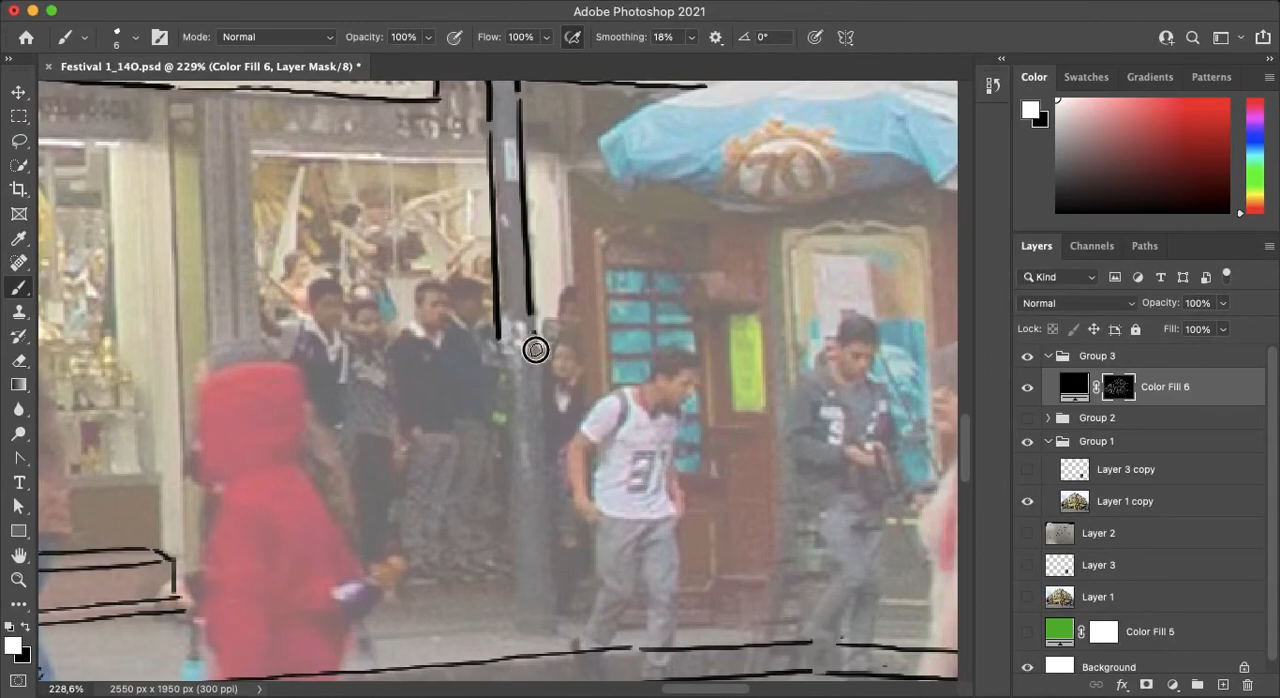 Adobe Photoshop 2021
6
Mode: Normal
Opacity: 100%
Flow: 100%
Smoothing: 18%
0°
Festival 1_14O.psd @ 229% (Color Fill 6, Layer Mask/8) *
Color
Swatches
Gradients
Patterns
70
31
Layers
Channels
Paths
Kind
Normal
Opacity: 100%
Lock:
Fill: 100%
Group 3
Color Fill 6
Group 2
Group 1
Layer 3 copy
Layer 1 copy
Layer 2
Layer 3
Layer 1
Color Fill 5
Background
228,6%
2550 px x 1950 px (300 ppi)